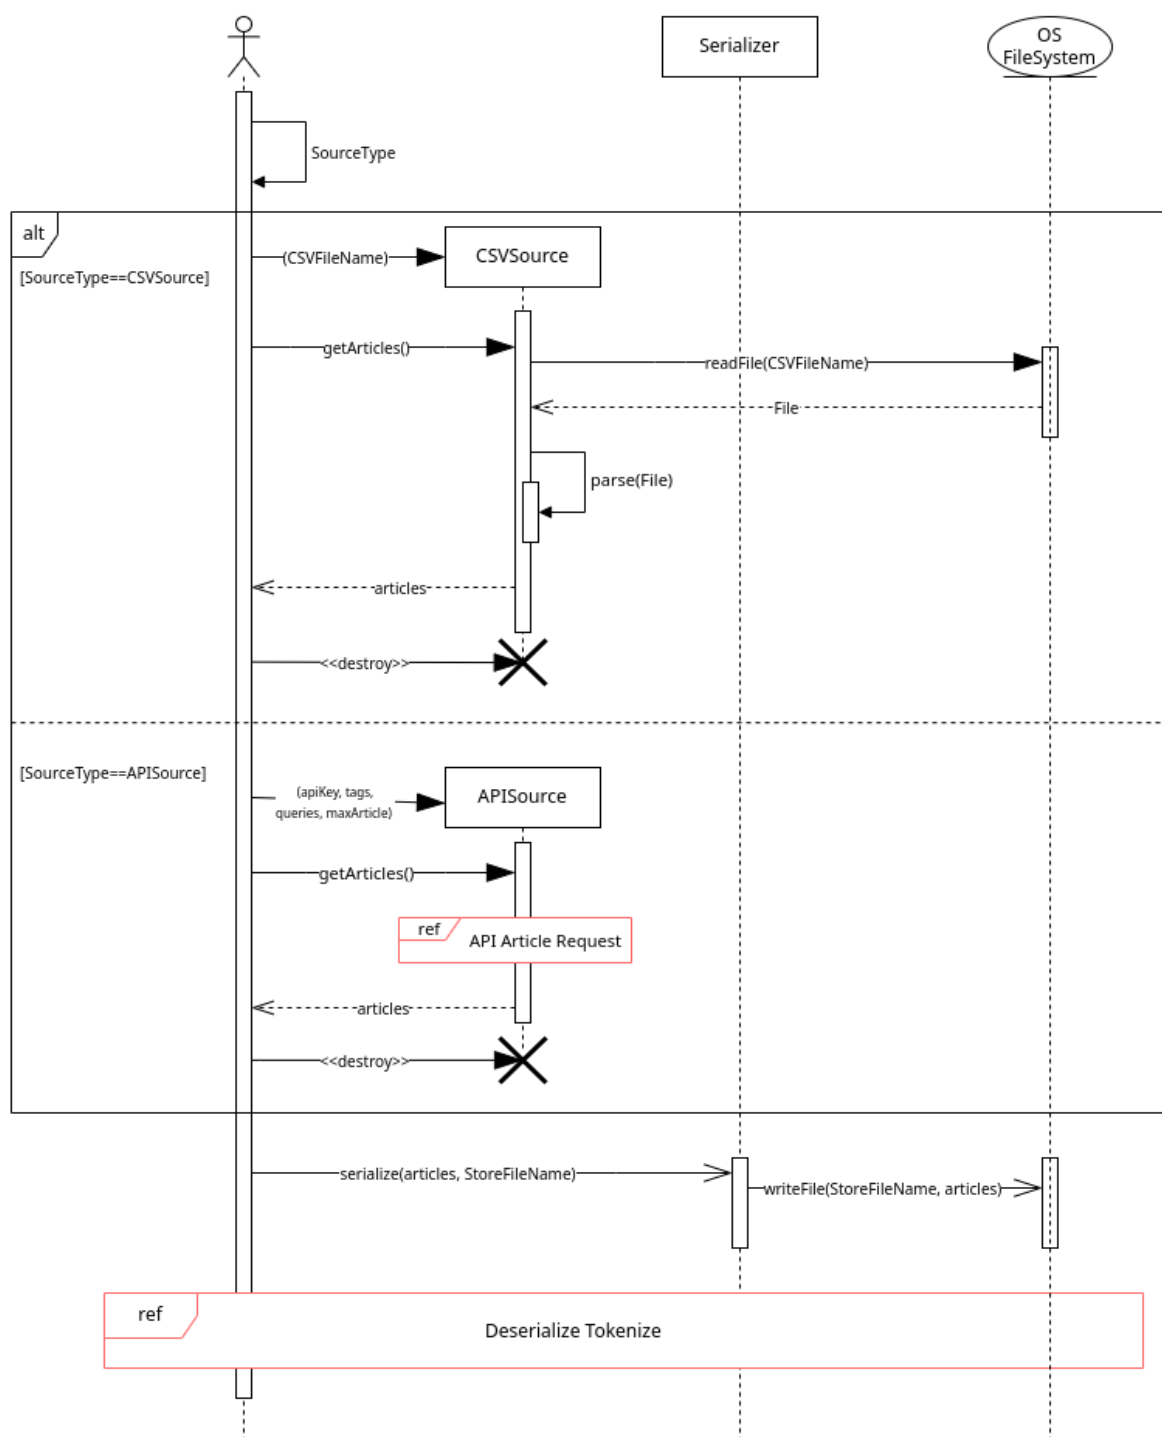 Serializer
OS
FileSystem
SourceType
alt
(CSVFileName)
CSVSource
[SourceType==CSVSource]
getArticles()
readFile(CSVFileName)
File
parse(File)
articles
<<destroy>>
[SourceType==APISource]
(apiKey, tags,
queries, maxArticle)
APISource
getArticles()
ref
API Article Request
articles
<<destroy>>
serialize(articles, StoreFileName)
writeFile(StoreFileName, articles)
ref
Deserialize Tokenize